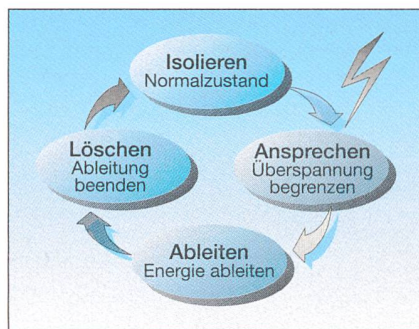 Isolieren
Normalzustand
Ansprechen
Überspannung
begrenzen
Ableiten
Energie ableiten
Löschen
Ableitung
beenden